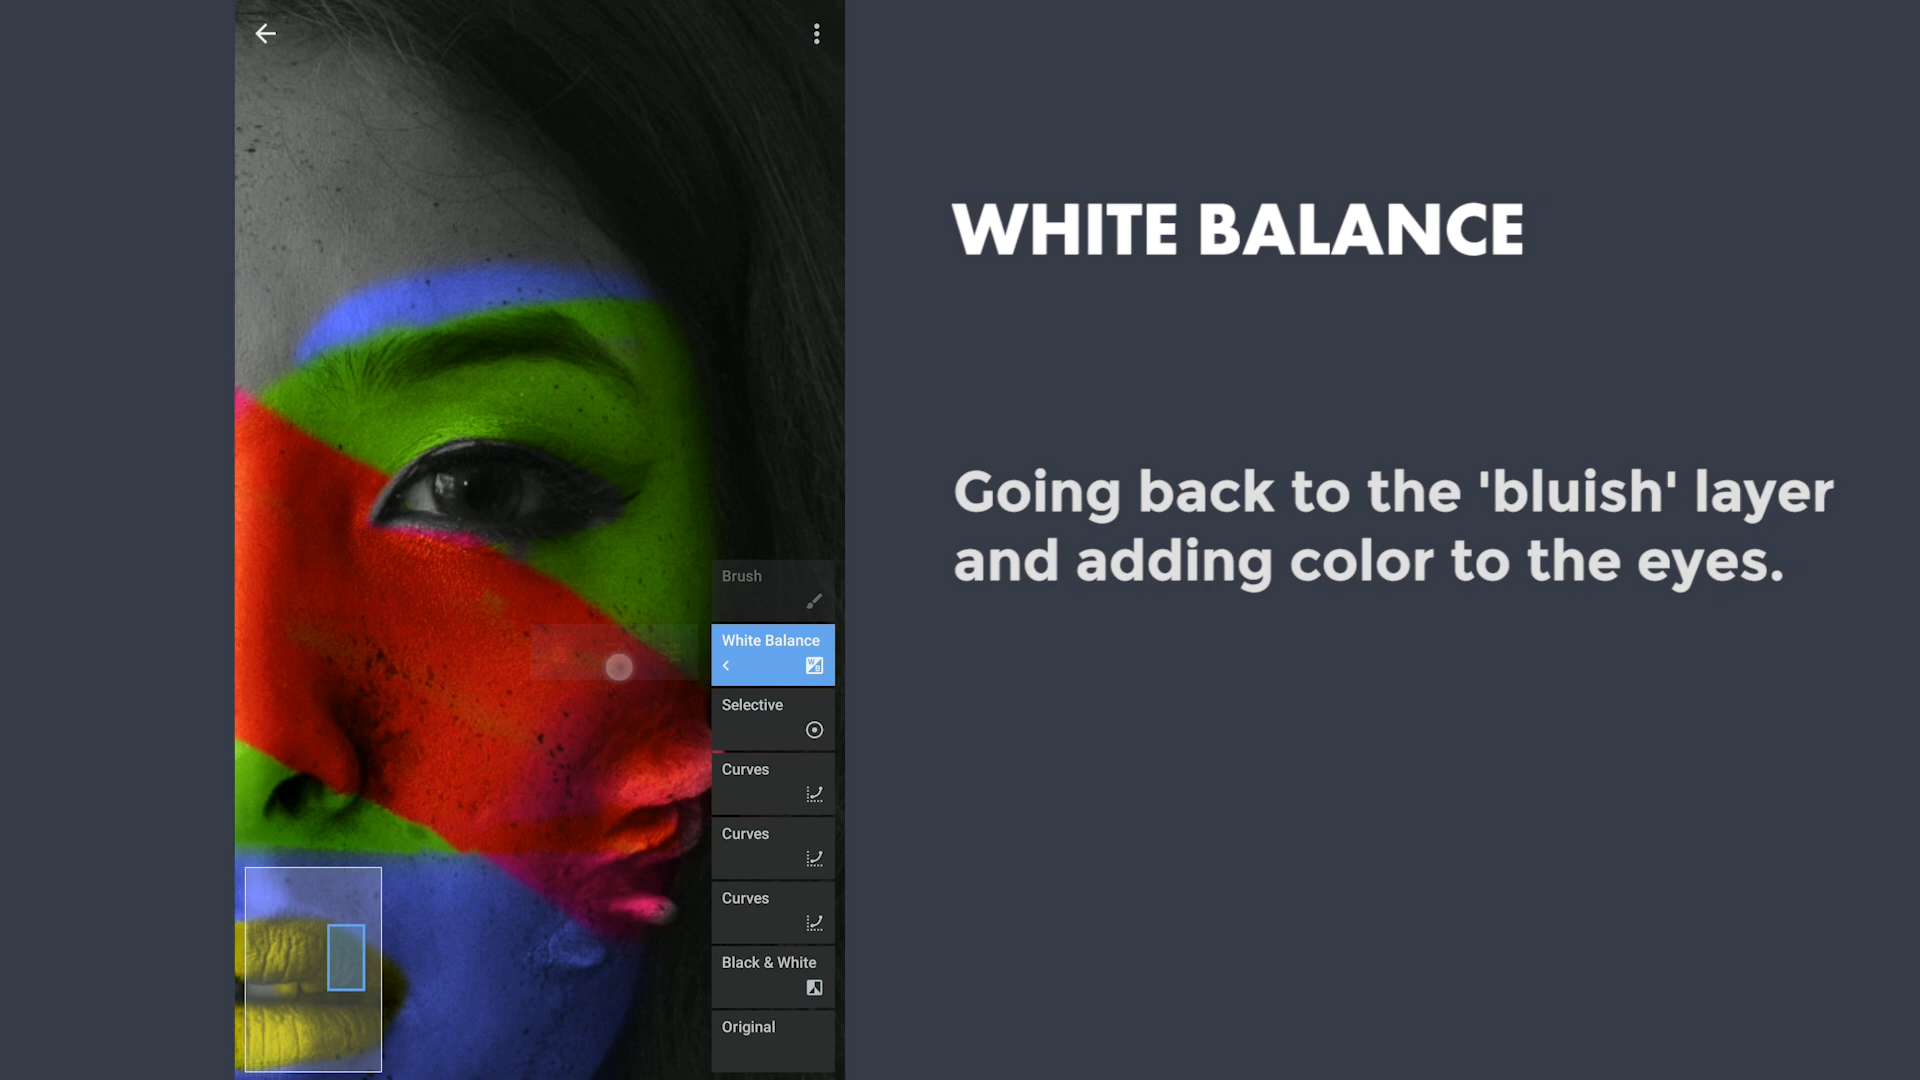 WHITE BALANCE
Going back to the 'bluish' layer
and adding color to the eyes.
Brush
White Balance
Selective
Curves
Curves
Curves
Black & White
Original